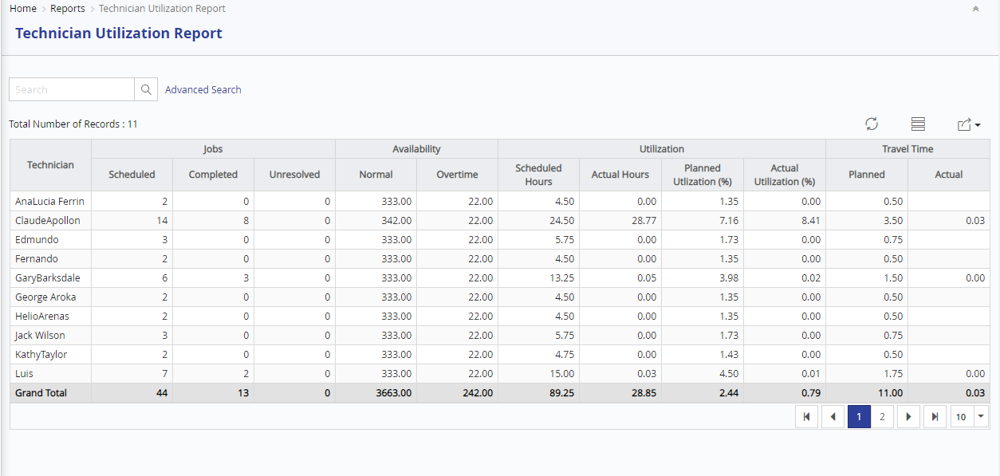 Home > Reports > Technician Utilization Report
Technician Utilization Report
Search Advanced Search
Total Number of Records : 11
Technician Jobs Availability Utilization Travel Time
Scheduled Completed Unresolved Normal Overtime Scheduled Hours Actual Hours Planned Utlization (%) Actual Utilization (%) Planned Actual
AnaLucia Ferrin 2 0 0 333.00 22.00 4.50 0.00 1.35 0.00 0.50
ClaudeApollon 14 8 0 342.00 22.00 24.50 28.77 7.16 8.41 3.50 0.03
Edmundo 3 0 0 333.00 22.00 5.75 0.00 1.73 0.00 0.75
Fernando 2 0 0 333.00 22.00 4.50 0.00 1.35 0.00 0.50
GaryBarksdale 6 3 0 333.00 22.00 13.25 0.05 3.98 0.02 1.50 0.00
George Aroka 2 0 0 333.00 22.00 4.50 0.00 1.35 0.00 0.50
HelioArenas 2 0 0 333.00 22.00 4.50 0.00 1.35 0.00 0.50
Jack Wilson 3 0 0 333.00 22.00 5.75 0.00 1.73 0.00 0.75
KathyTaylor 2 0 0 333.00 22.00 4.75 0.00 1.43 0.00 0.50
Luis 7 2 0 333.00 22.00 15.00 0.03 4.50 0.01 1.75 0.00
Grand Total 44 13 0 3663.00 242.00 89.25 28.85 2.44 0.79 11.00 0.03
1 2 10